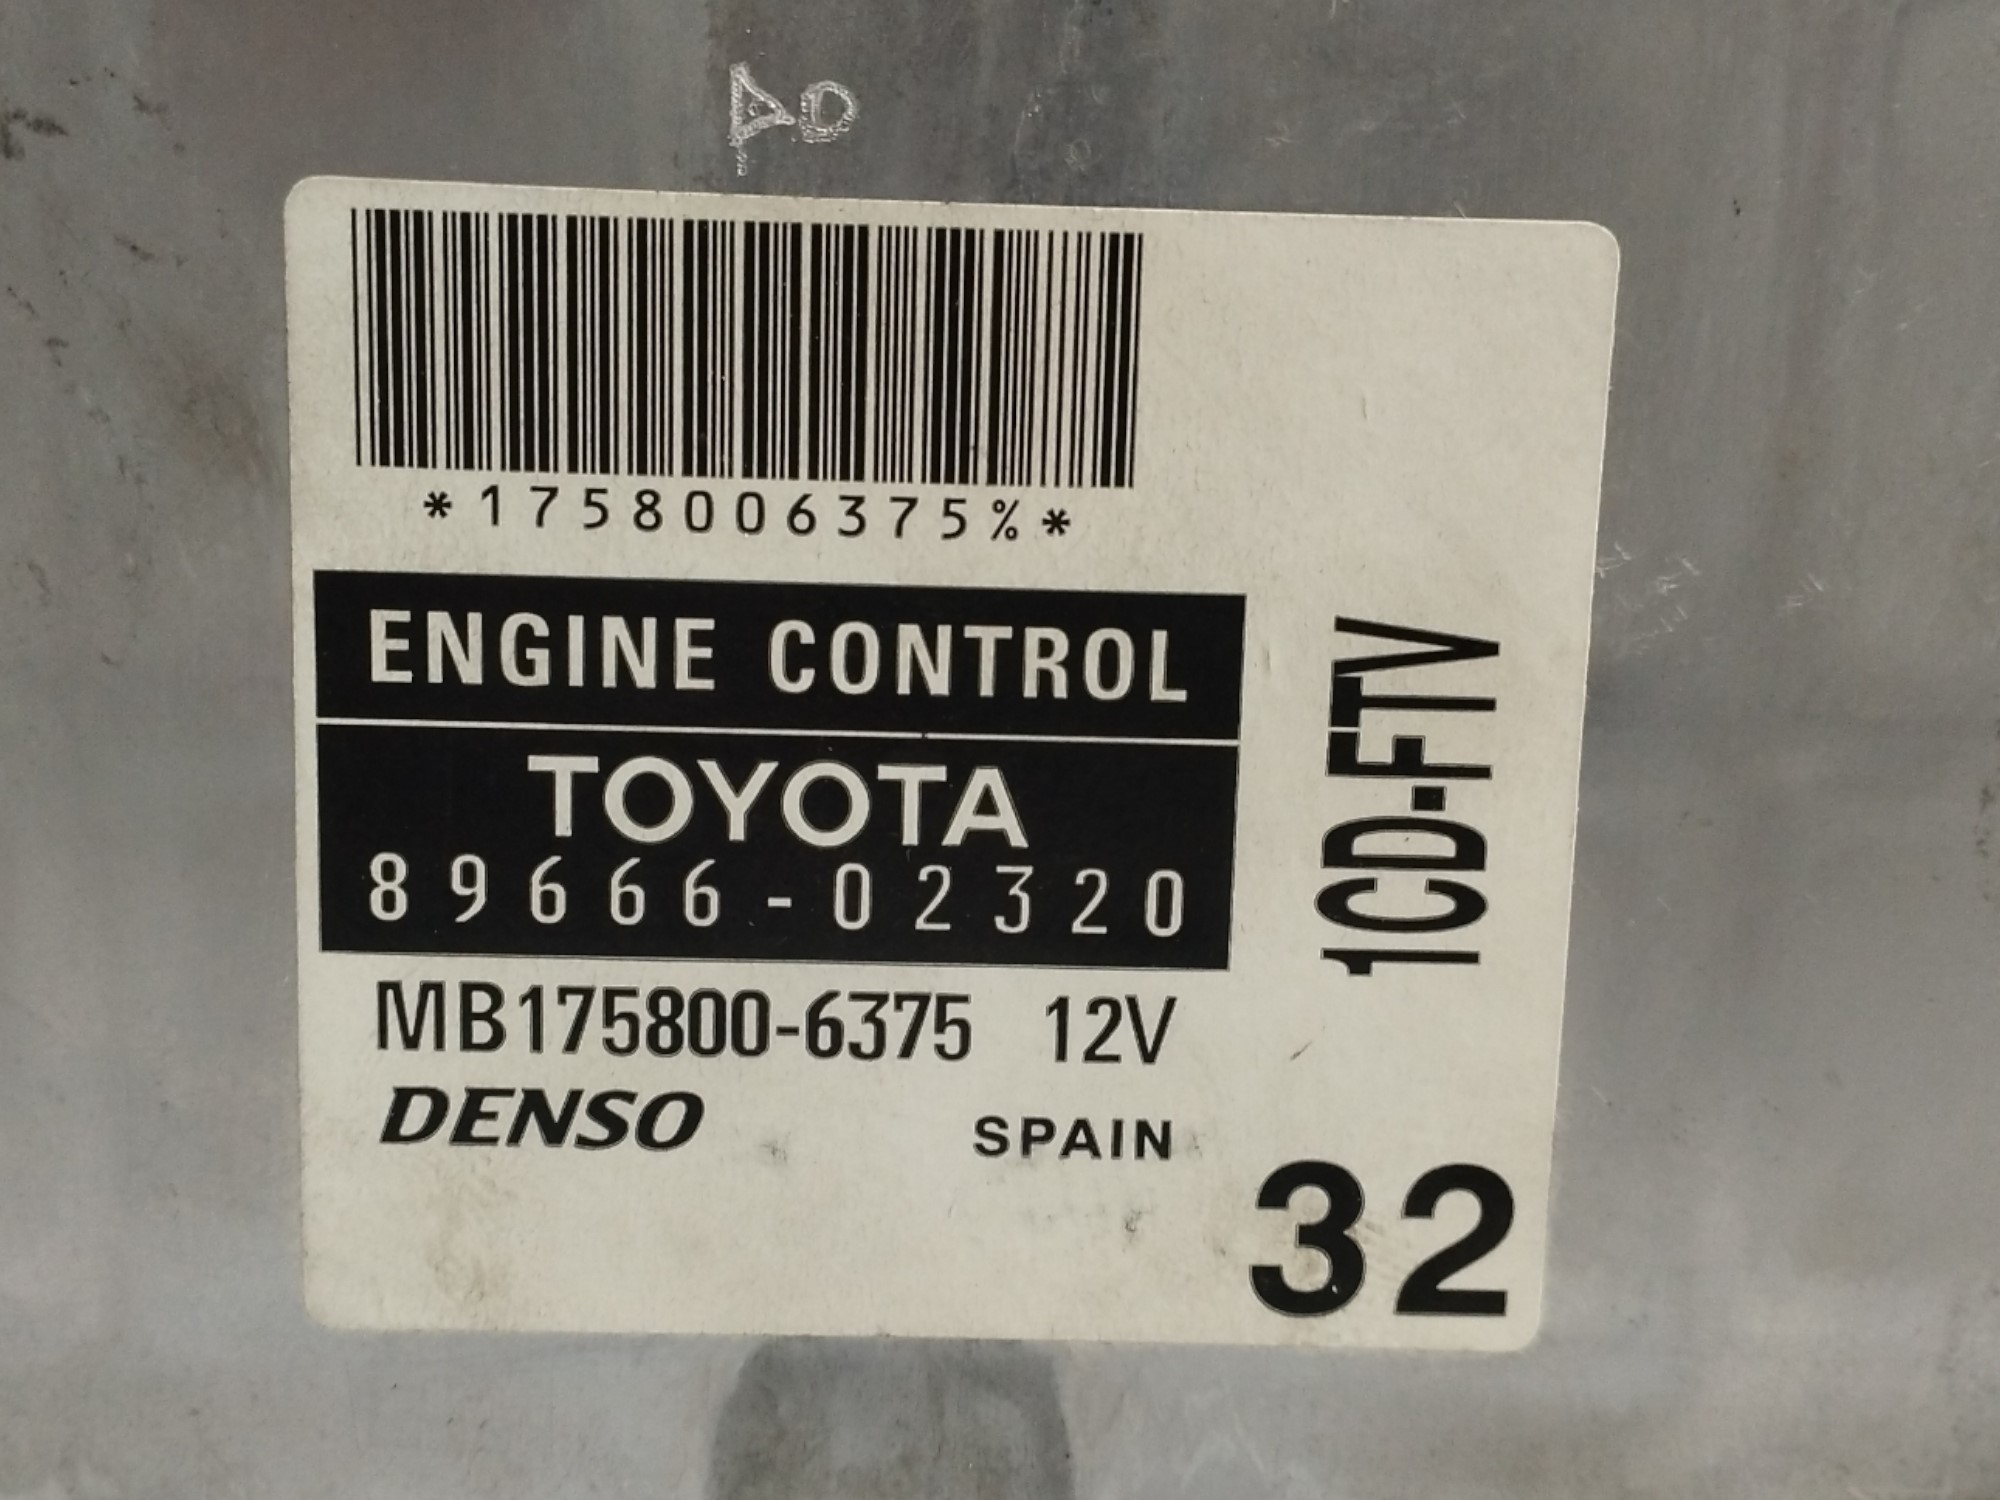 *1758006375%*
ENGINE CONTROL
TOYOTA
89666-02320
MB175800-6375 12V
DENSO SPAIN
1CD-FTV
32